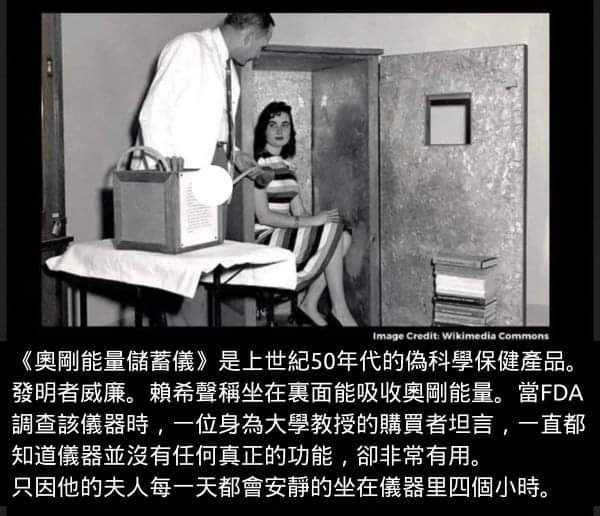 Image Credit: Wikimedia Commons
《奧剛能量儲蓄儀》是上世紀50年代的偽科學保健產品。
發明者威廉。賴希聲稱坐在裏面能吸收奧剛能量。當FDA
調查該儀器時，一位身為大學教授的購買者坦言，一直都
知道儀器並沒有任何真正的功能，卻非常有用。
只因他的夫人每一天都會安靜的坐在儀器里四個小時。